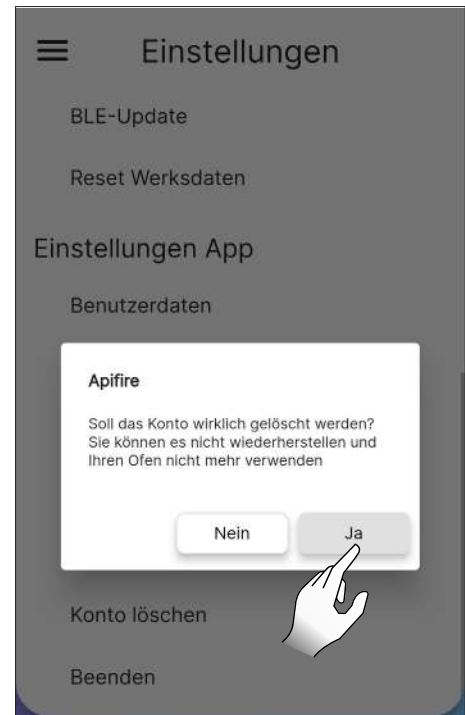 Einstellungen
BLE-Update
Reset Werksdaten
Einstellungen App
Benutzerdaten
Apifire
Soll das Konto wirklich gelöscht werden?
Sie können es nicht wiederherstellen und
Ihren Ofen nicht mehr verwenden
Nein
Ja
Konto löschen
Beenden